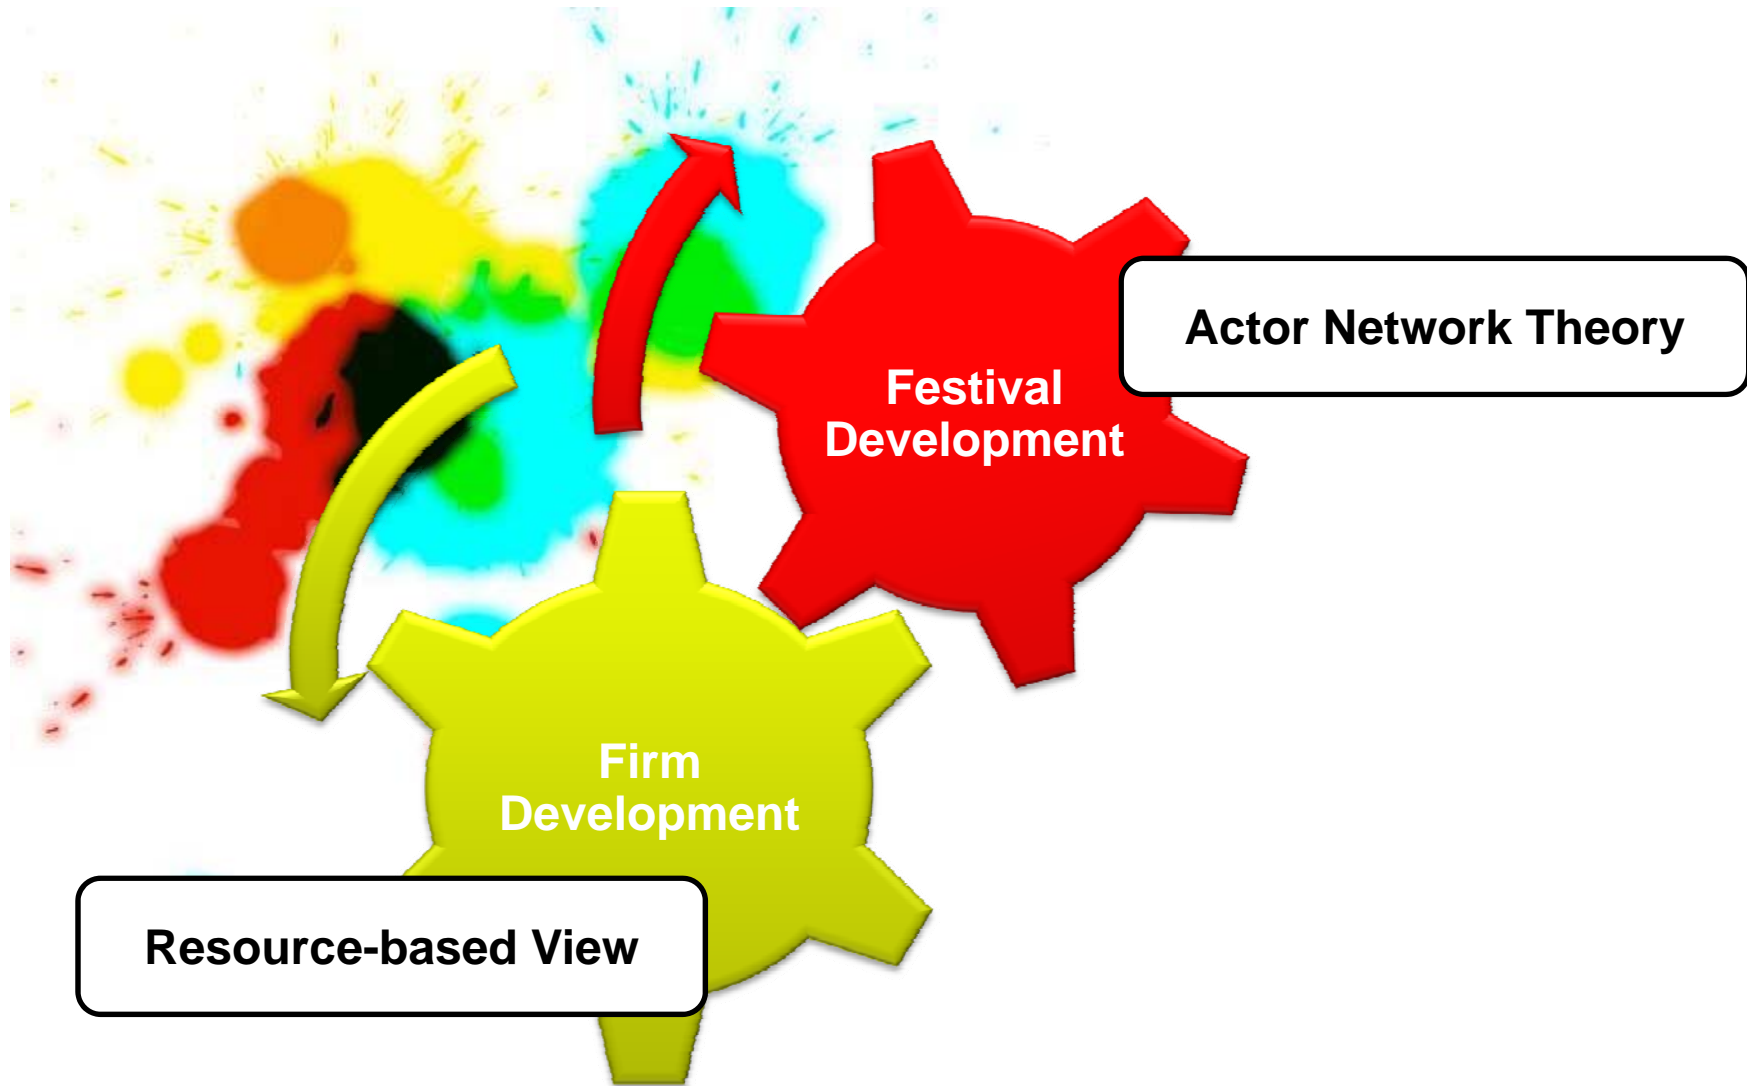 Actor Network Theory
Festival
Development
Firm
Development
Resource-based View